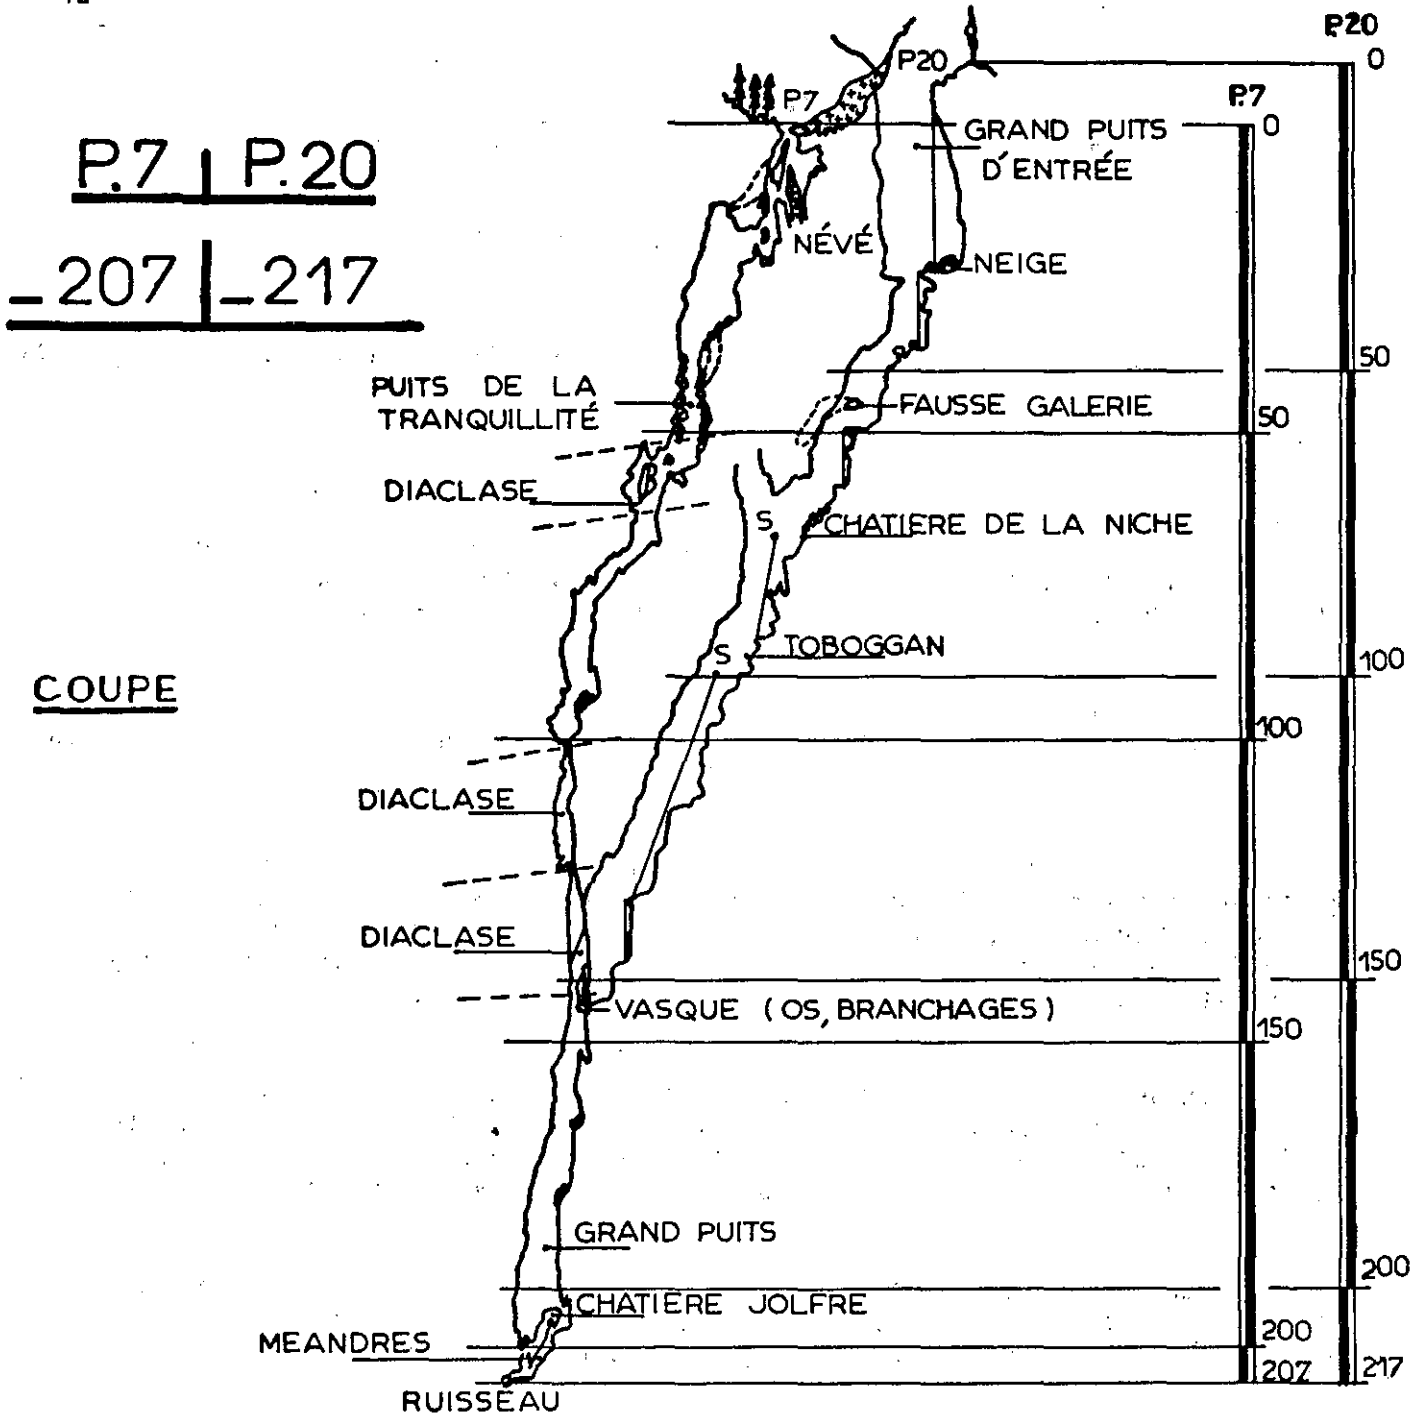 P.20
0
P20
P.7
P7
0
GRAND PUITS
D'ENTRÉE
P.7 | P.20
_207 | _217
NÉVÉ
NEIGE
50
PUITS DE LA
TRANQUILLITÉ
FAUSSE GALERIE
50
DIACLASE
S
CHATIERE DE LA NICHE
S
TOBOGGAN
100
COUPE
100
DIACLASE
DIACLASE
150
VASQUE (OS, BRANCHAGES)
150
GRAND PUITS
200
CHATIERE JOLFRE
MEANDRES
200
207
217
RUISSEAU